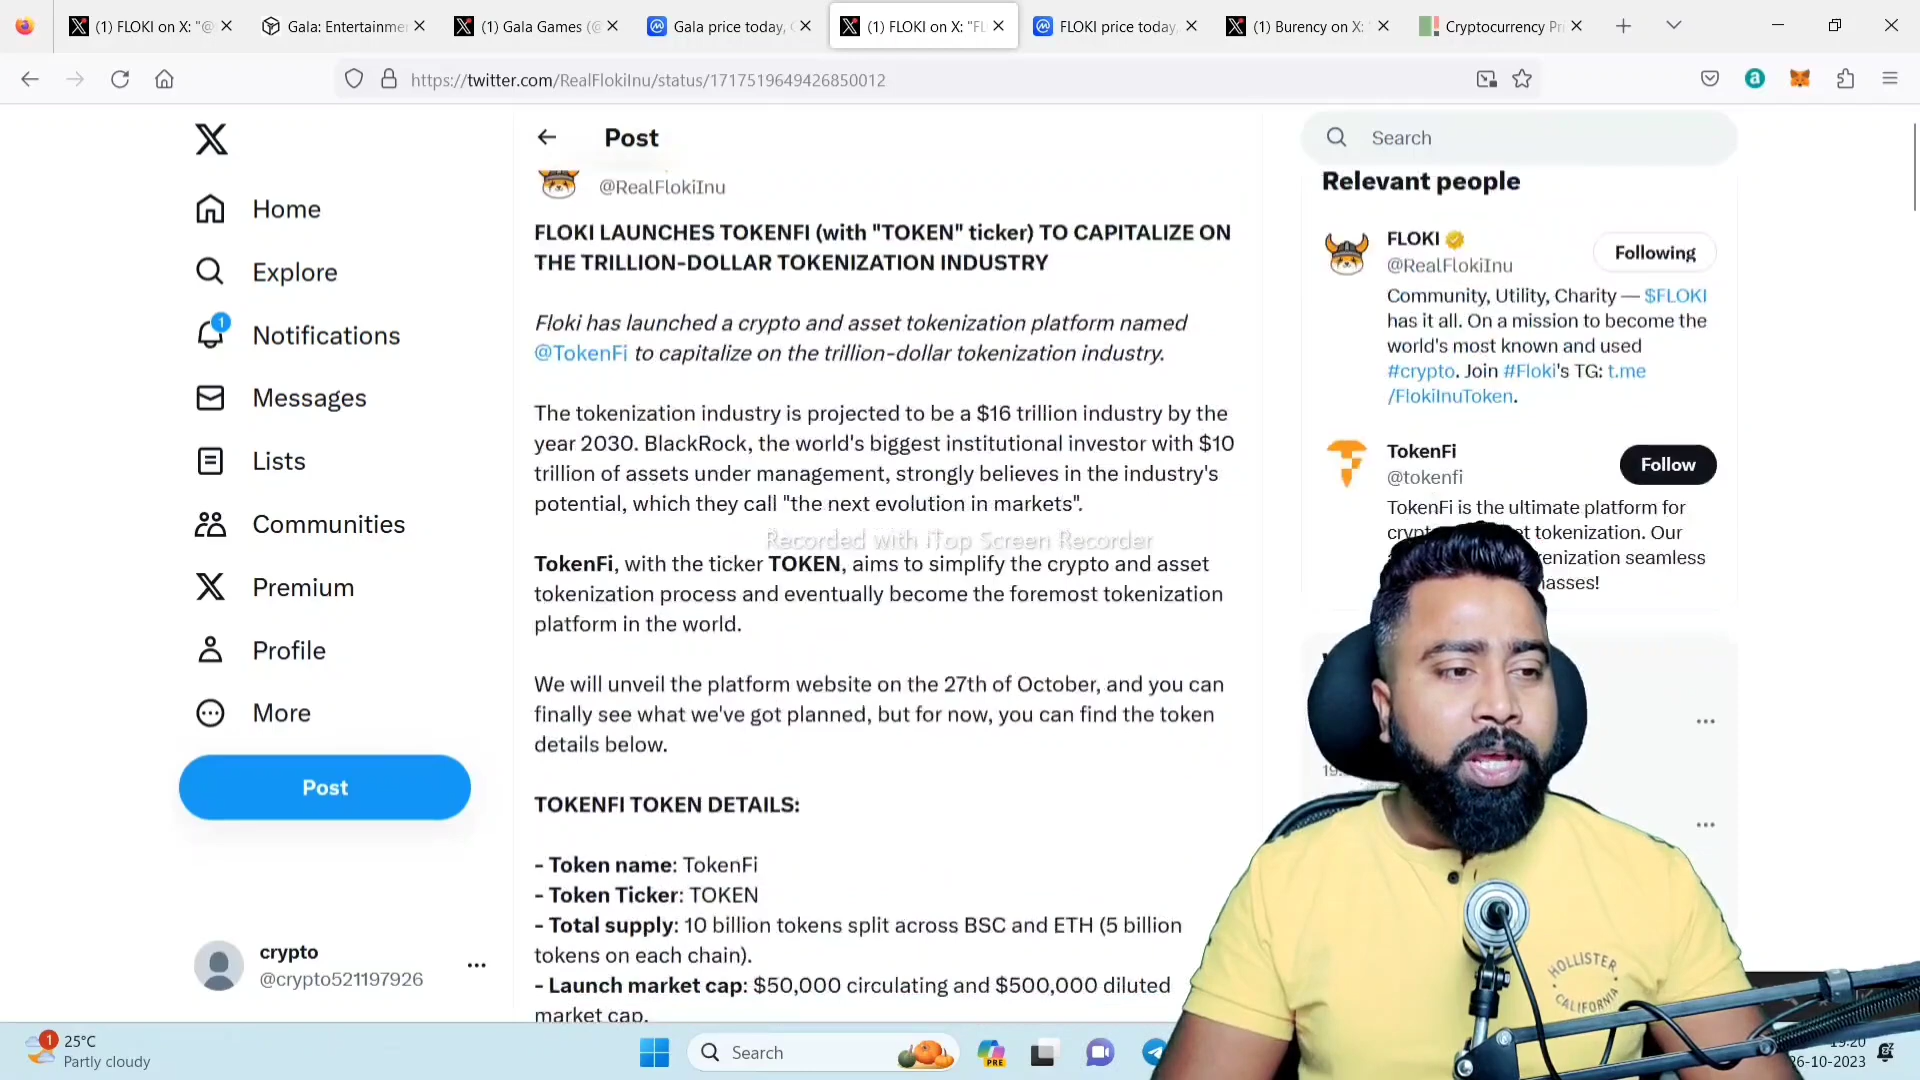 (1) FLOKI on X: "@
Gala: Entertainme
(1) Gala Games (@
Gala price today,
(1) FLOKI on X: "FL
FLOKI price today,
(1) Burency on X:
Cryptocurrency Pr
https://twitter.com/RealFlokiInu/status/1717519649426850012
Home
Explore
1
Notifications
Messages
Lists
Communities
Premium
Profile
More
Post
crypto
@crypto521197926
Post
@RealFlokiInu
FLOKI LAUNCHES TOKENFI (with "TOKEN" ticker) TO CAPITALIZE ON
THE TRILLION-DOLLAR TOKENIZATION INDUSTRY
Floki has launched a crypto and asset tokenization platform named
@TokenFi to capitalize on the trillion-dollar tokenization industry.
The tokenization industry is projected to be a $16 trillion industry by the
year 2030. BlackRock, the world's biggest institutional investor with $10
trillion of assets under management, strongly believes in the industry's
potential, which they call "the next evolution in markets".
Recorded with iTop Screen Recorder
TokenFi, with the ticker TOKEN, aims to simplify the crypto and asset
tokenization process and eventually become the foremost tokenization
platform in the world.
We will unveil the platform website on the 27th of October, and you can
finally see what we've got planned, but for now, you can find the token
details below.
TOKENFI TOKEN DETAILS:
- Token name: TokenFi
- Token Ticker: TOKEN
- Total supply: 10 billion tokens split across BSC and ETH (5 billion
tokens on each chain).
- Launch market cap: $50,000 circulating and $500,000 diluted
market cap.
Search
Relevant people
FLOKI
@RealFlokiInu
Following
Community, Utility, Charity — $FLOKI
has it all. On a mission to become the
world's most known and used
#crypto. Join #Floki's TG: t.me
/FlokiInuToken.
TokenFi
@tokenfi
Follow
TokenFi is the ultimate platform for
tokenization. Our
seamless
HOLLISTER
CALIFORNIA
1
25°C
Partly cloudy
Search
PRE
19:20
26-10-2023